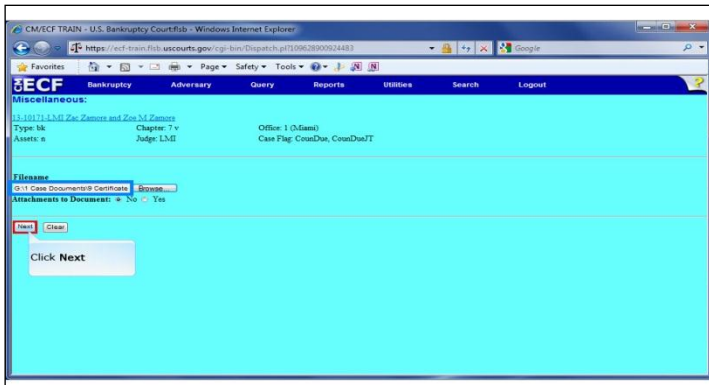 CM/ECF TRAIN - U.S. Bankruptcy Court:flsb - Windows Internet Explorer
https://ecf-train.flsb.uscourts.gov/cgi-bin/Dispatch.pl?109628900924483
Google
Favorites Page Safety Tools
ECF Bankruptcy Adversary Query Reports Utilities Search Logout ?
Miscellaneous:
13-10171-LMI Zac Zamore and Zoe M Zamore
Type: bk Chapter: 7 v Office: 1 (Miami)
Assets: n Judge: LMI Case Flag: CounDue, CounDueJT
Filename
G:\1 Case Documents\9 Certificate Browse...
Attachments to Document: No Yes
Next Clear
Click Next